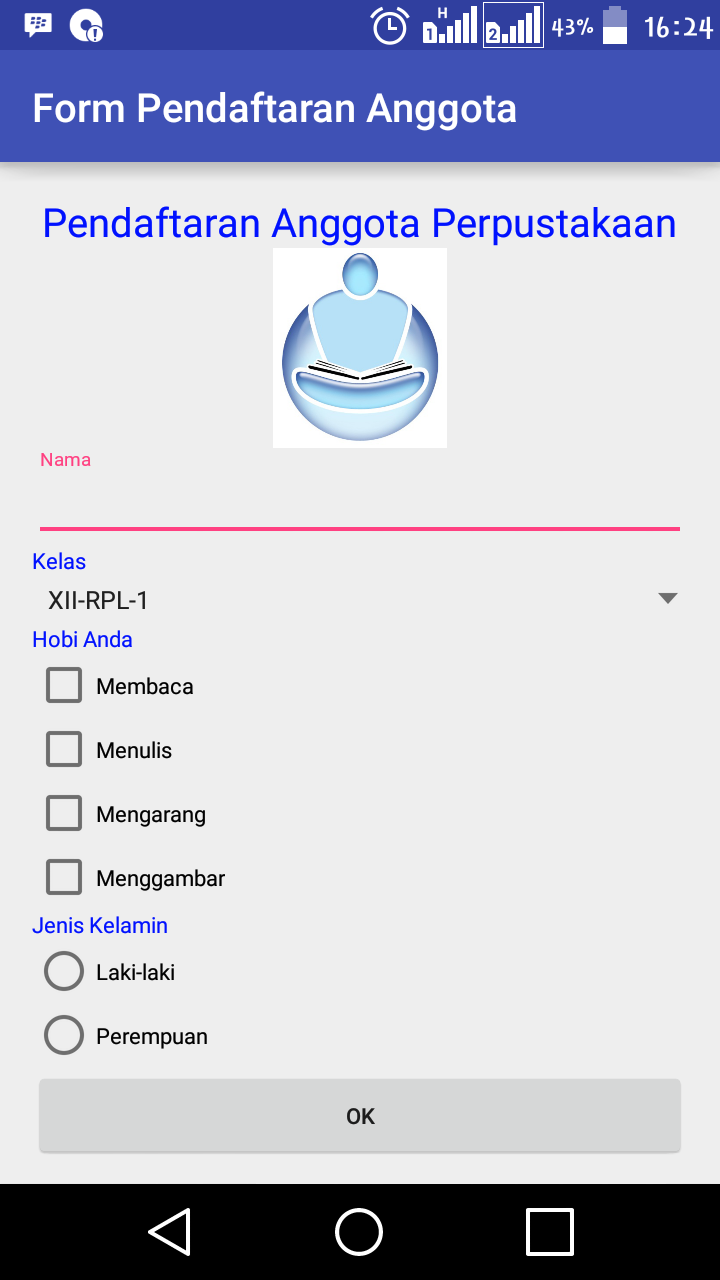 H
1 2 43% 16:24
Form Pendaftaran Anggota
Pendaftaran Anggota Perpustakaan
Nama
Kelas
XII-RPL-1
Hobi Anda
Membaca
Menulis
Mengarang
Menggambar
Jenis Kelamin
Laki-laki
Perempuan
OK